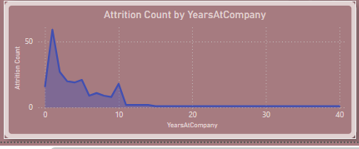 Attrition Count by YearsAtCompany
50
Attrition Count
0
0 10 20 30 40
YearsAtCompany